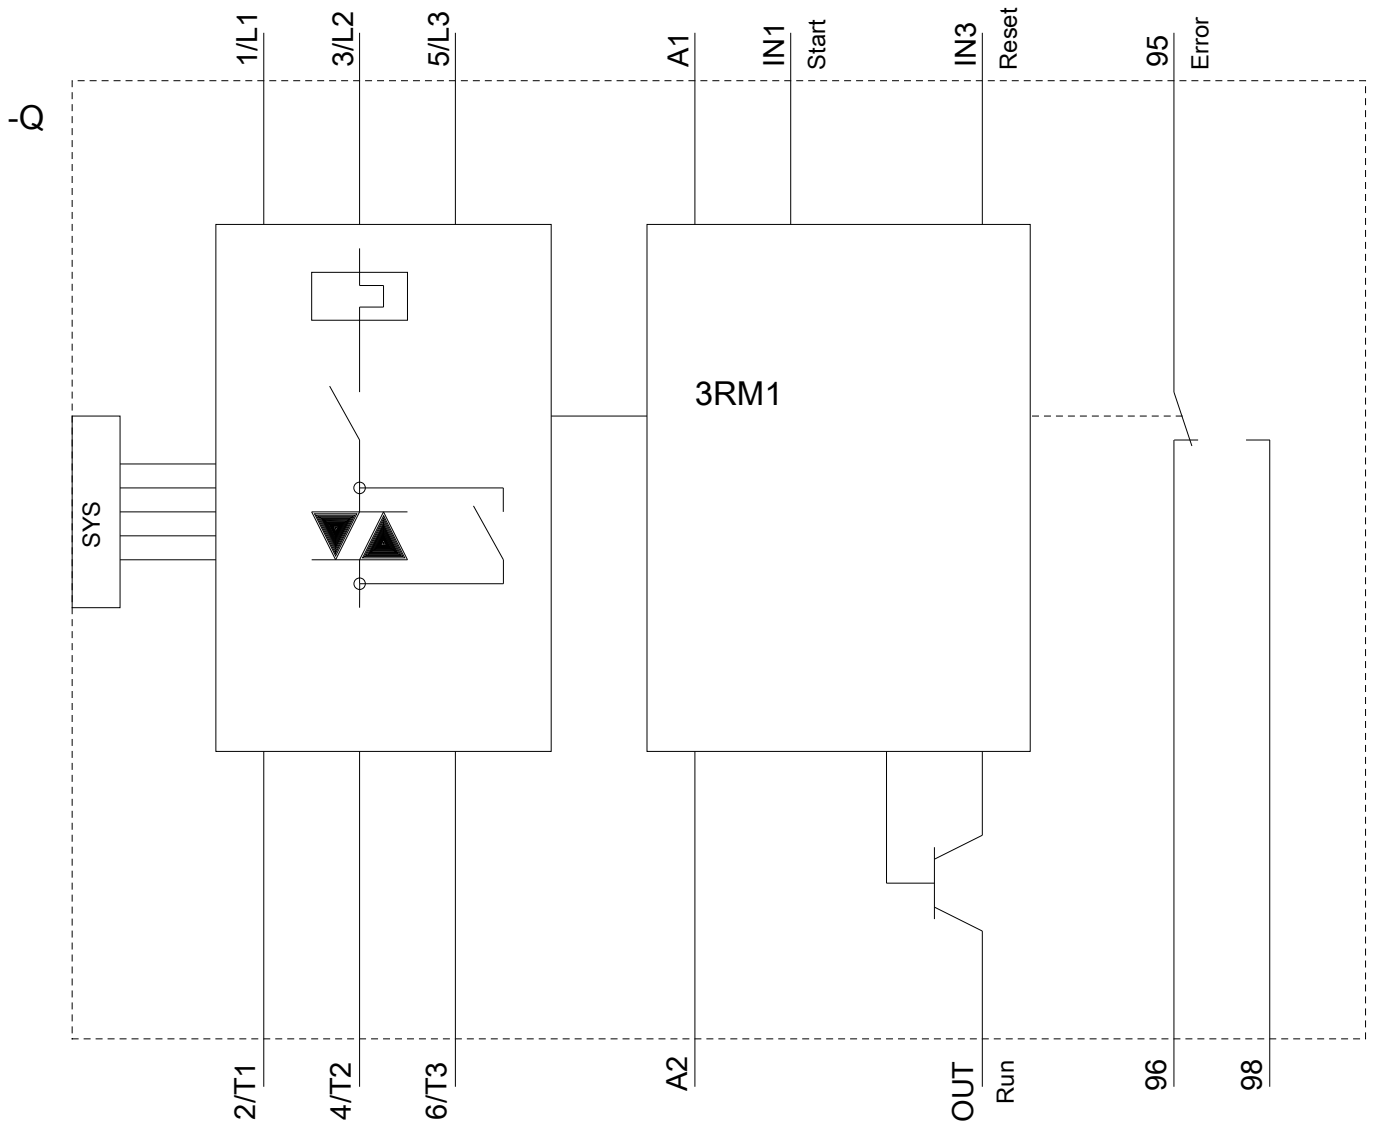 1/L1
3/L2
5/L3
A1
IN1
Start
IN3
Reset
95
Error
-Q
3RM1
SYS
2/T1
4/T2
6/T3
A2
OUT
Run
96
98